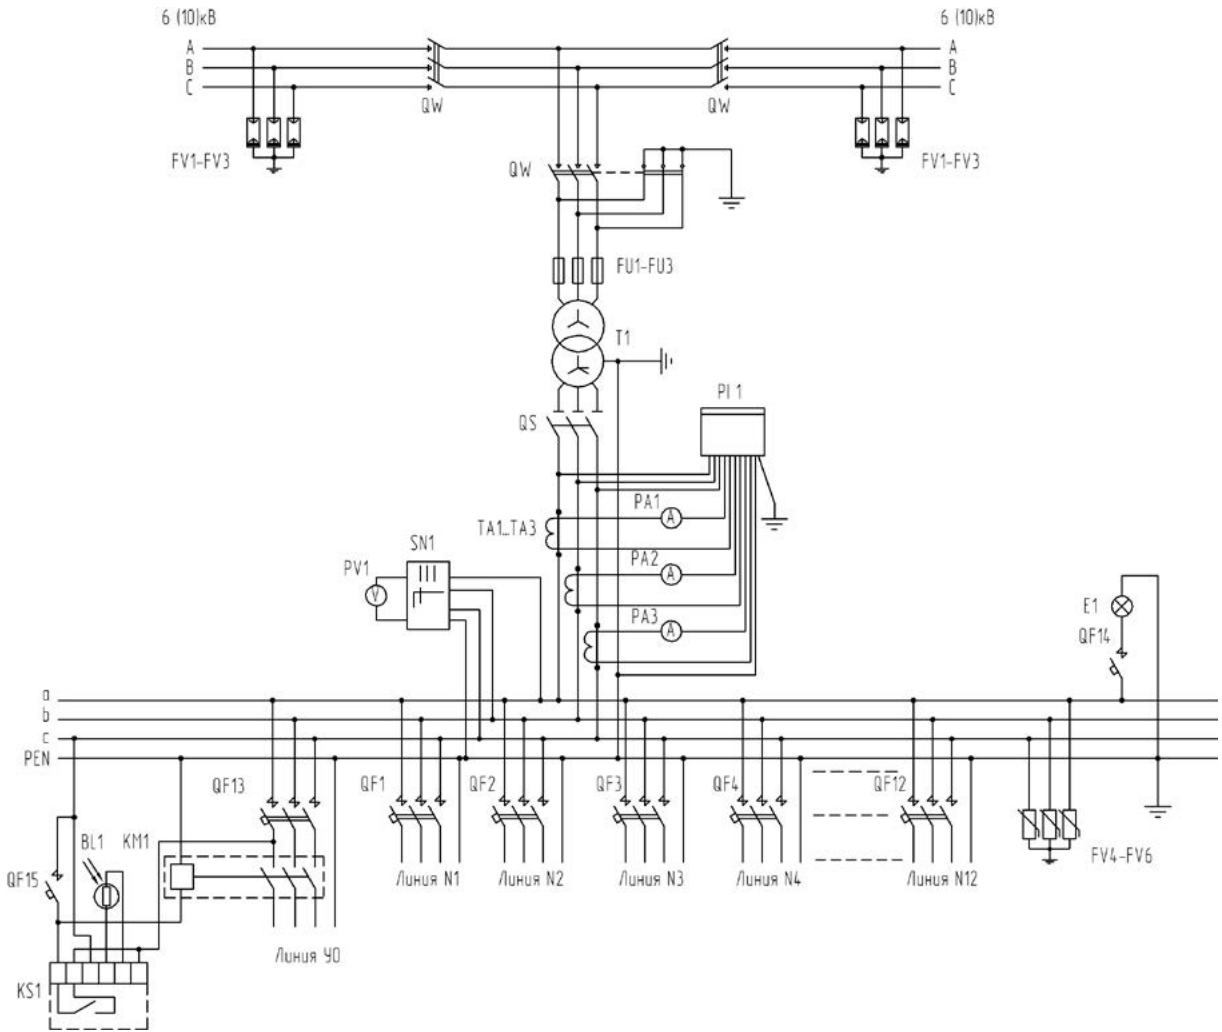 6 (10)кВ
6 (10)кВ
A
A
B
B
C
C
QW
QW
FV1-FV3
FV1-FV3
QW
FU1-FU3
T1
PI 1
QS
PA1
A
TA1...TA3
SN1
PV1
V
PA2
A
PA3
A
E1
QF14
a
b
c
PEN
QF13
QF1
QF2
QF3
QF4
QF12
BL1
KM1
QF15
FV4-FV6
Линия N1
Линия N2
Линия N3
Линия N4
Линия N12
Линия УО
KS1